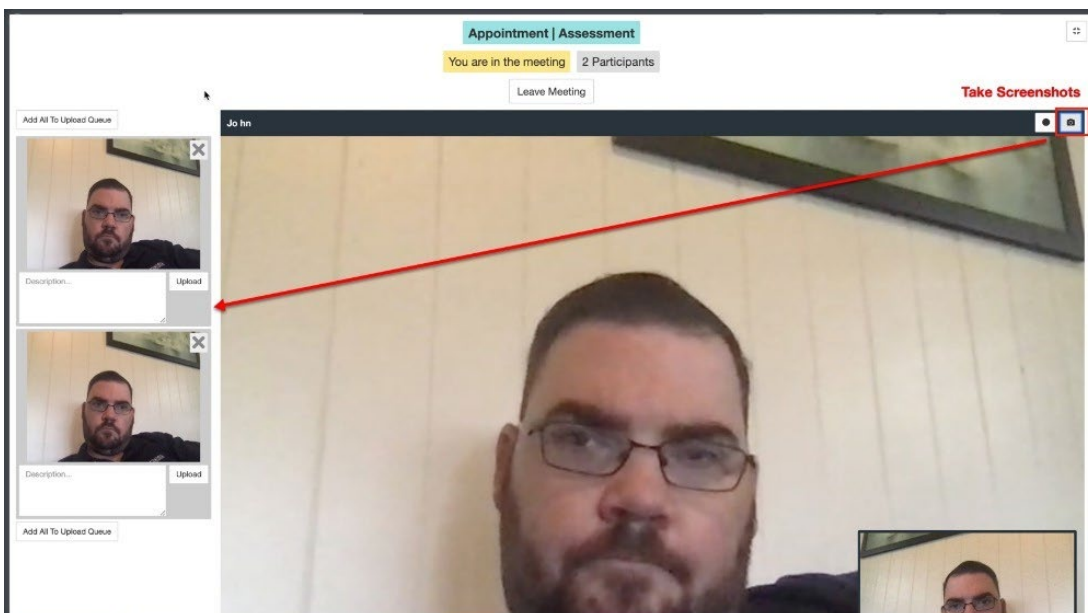 Appointment | Assessment
You are in the meeting 2 Participants
Leave Meeting
Take Screenshots
Add All To Upload Queue
Jo hn
Description...
Upload
Description...
Upload
Add All To Upload Queue